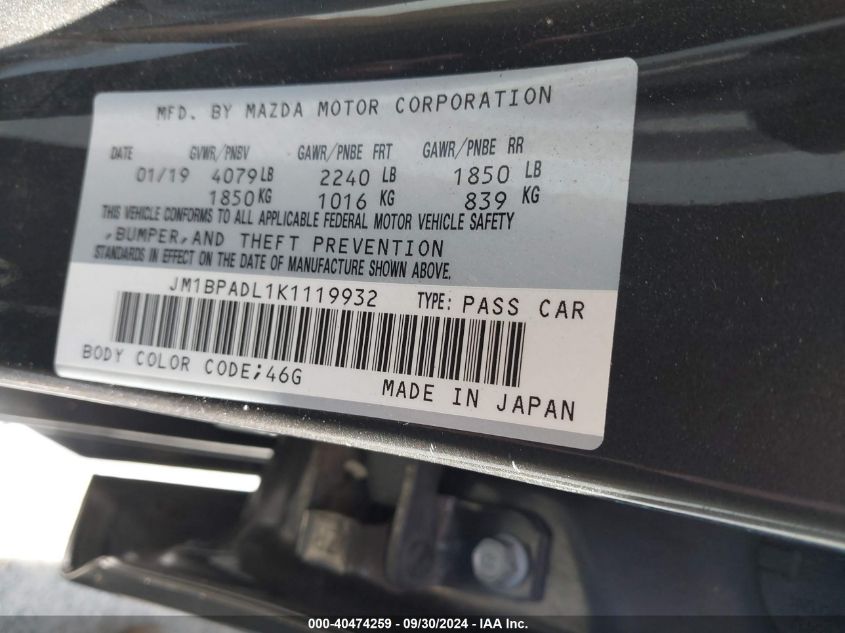 MFD. BY MAZDA MOTOR CORPORATION
DATE GVWR/PNBV GAWR/PNBE FRT GAWR/PNBE RR
01/19 4079LB 2240 LB 1850 LB
1850KG 1016 KG 839 KG
THIS VEHICLE CONFORMS TO ALL APPLICABLE FEDERAL MOTOR VEHICLE SAFETY
,BUMPER,AND THEFT PREVENTION
STANDARDS IN EFFECT ON THE DATE OF MANUFACTURE SHOWN ABOVE.
JM1BPADL1K1119932 TYPE: PASS CAR
BODY COLOR CODE;46G
MADE IN JAPAN
000-40474259 | 09/30/2024 - IAA Inc.